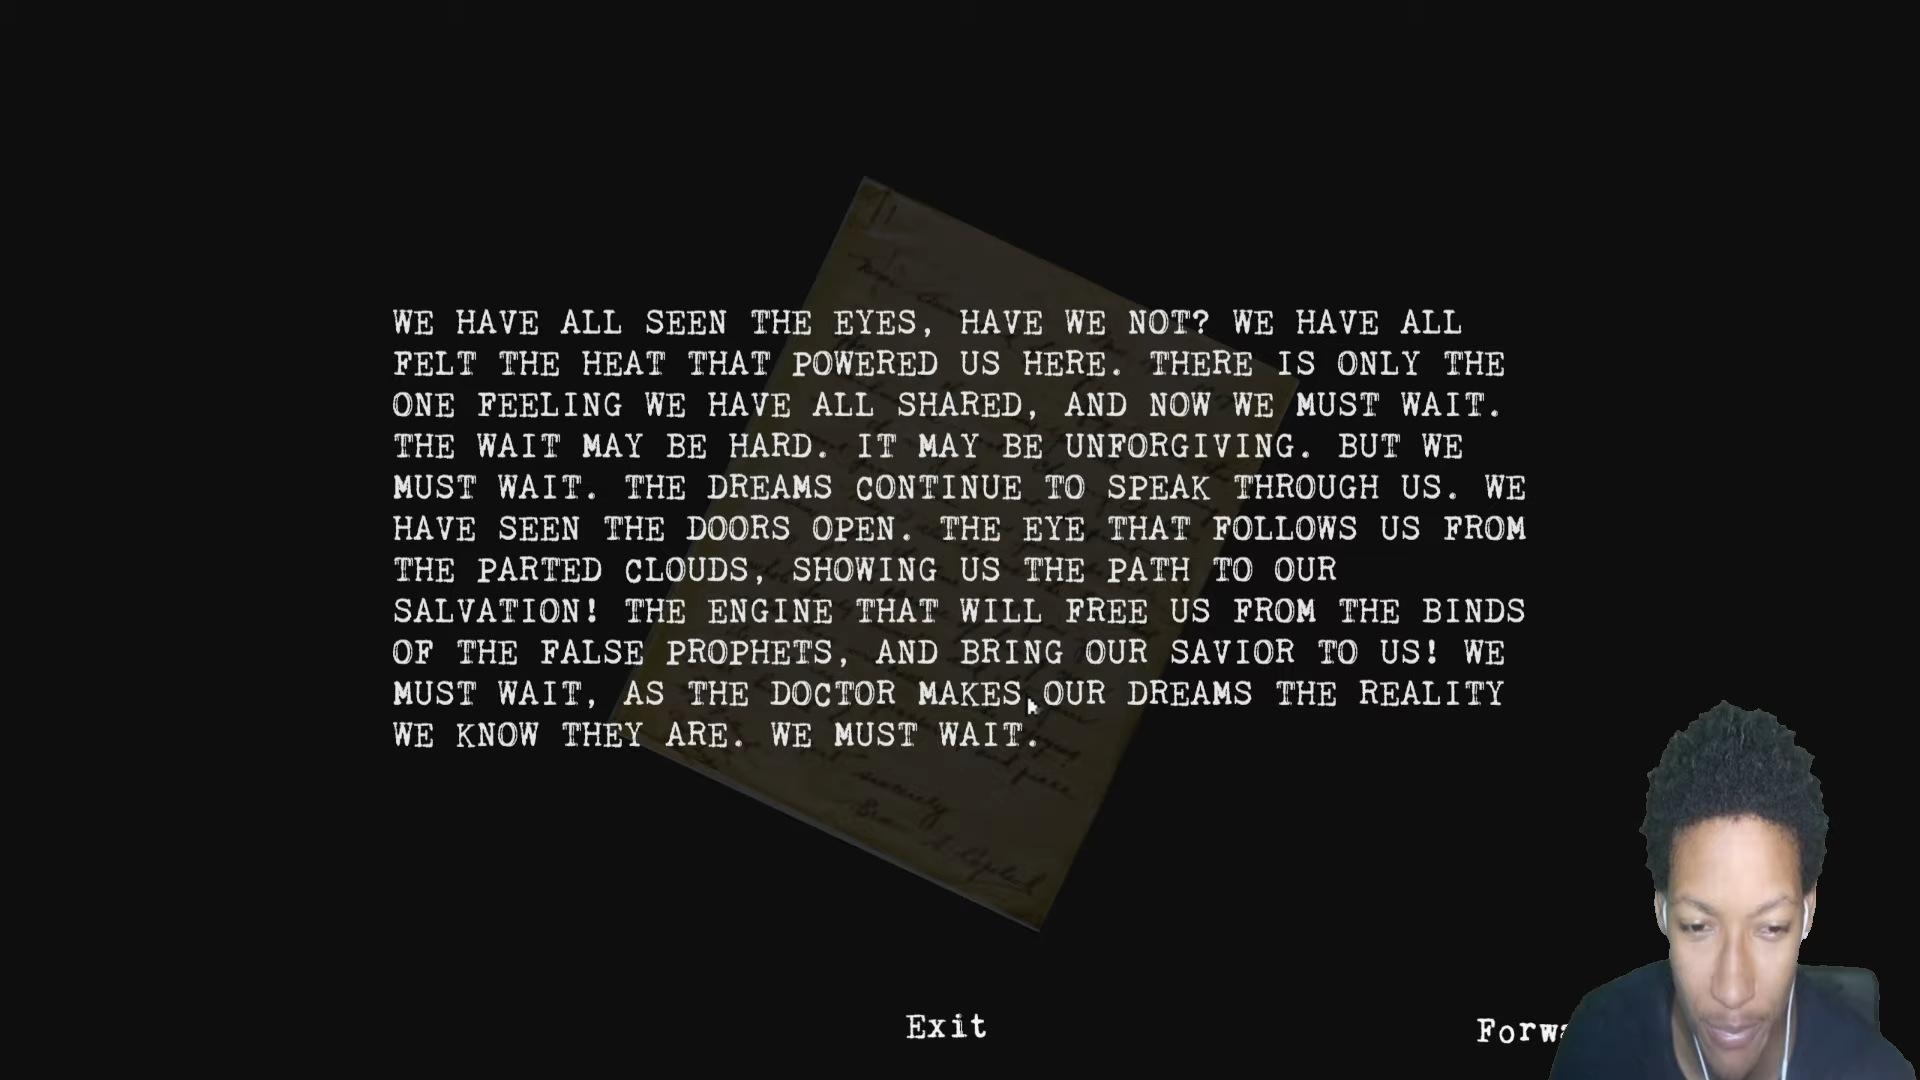 WE HAVE ALL SEEN THE EYES, HAVE WE NOT? WE HAVE ALL
FELT THE HEAT THAT POWERED US HERE. THERE IS ONLY THE
ONE FEELING WE HAVE ALL SHARED, AND NOW WE MUST WAIT.
THE WAIT MAY BE HARD. IT MAY BE UNFORGIVING. BUT WE
MUST WAIT. THE DREAMS CONTINUE TO SPEAK THROUGH US. WE
HAVE SEEN THE DOORS OPEN. THE EYE THAT FOLLOWS US FROM
THE PARTED CLOUDS, SHOWING US THE PATH TO OUR
SALVATION! THE ENGINE THAT WILL FREE US FROM THE BINDS
OF THE FALSE PROPHETS, AND BRING OUR SAVIOR TO US! WE
MUST WAIT, AS THE DOCTOR MAKES OUR DREAMS THE REALITY
WE KNOW THEY ARE. WE MUST WAIT.
sincerely
Exit